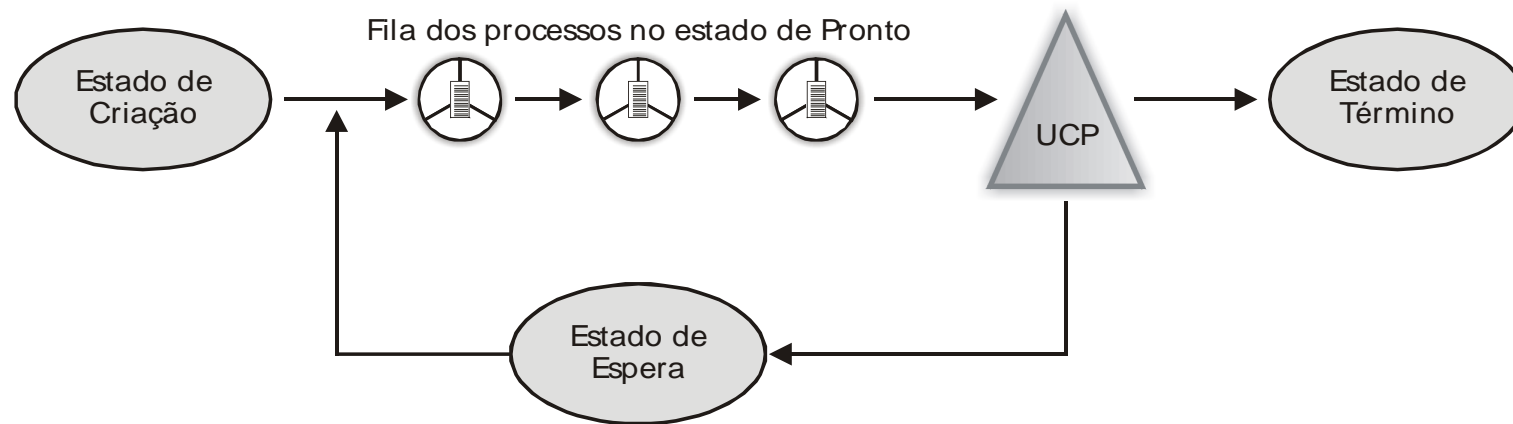 Fila dos processos no estado de Pronto
Estado de
Criação
UCP
Estado de
Término
Estado de
Espera